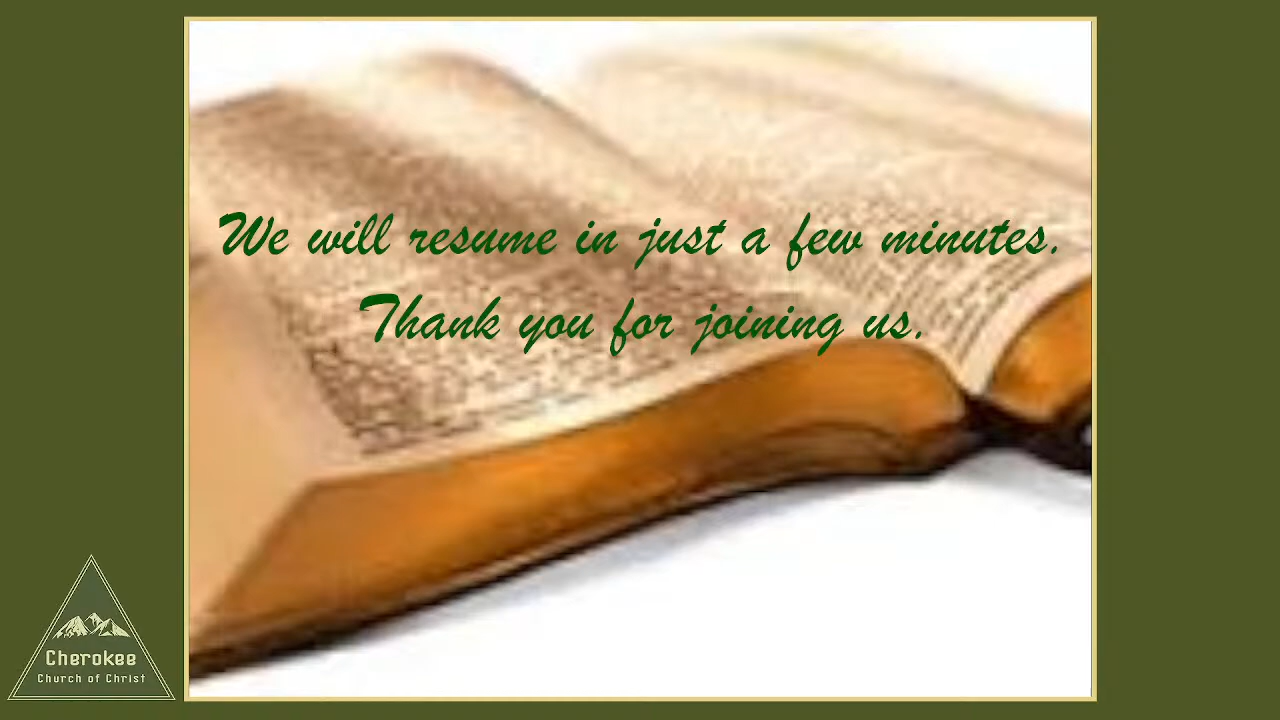 We will resume in just a few minutes.
Thank you for joining us.
Cherokee
Church of Christ